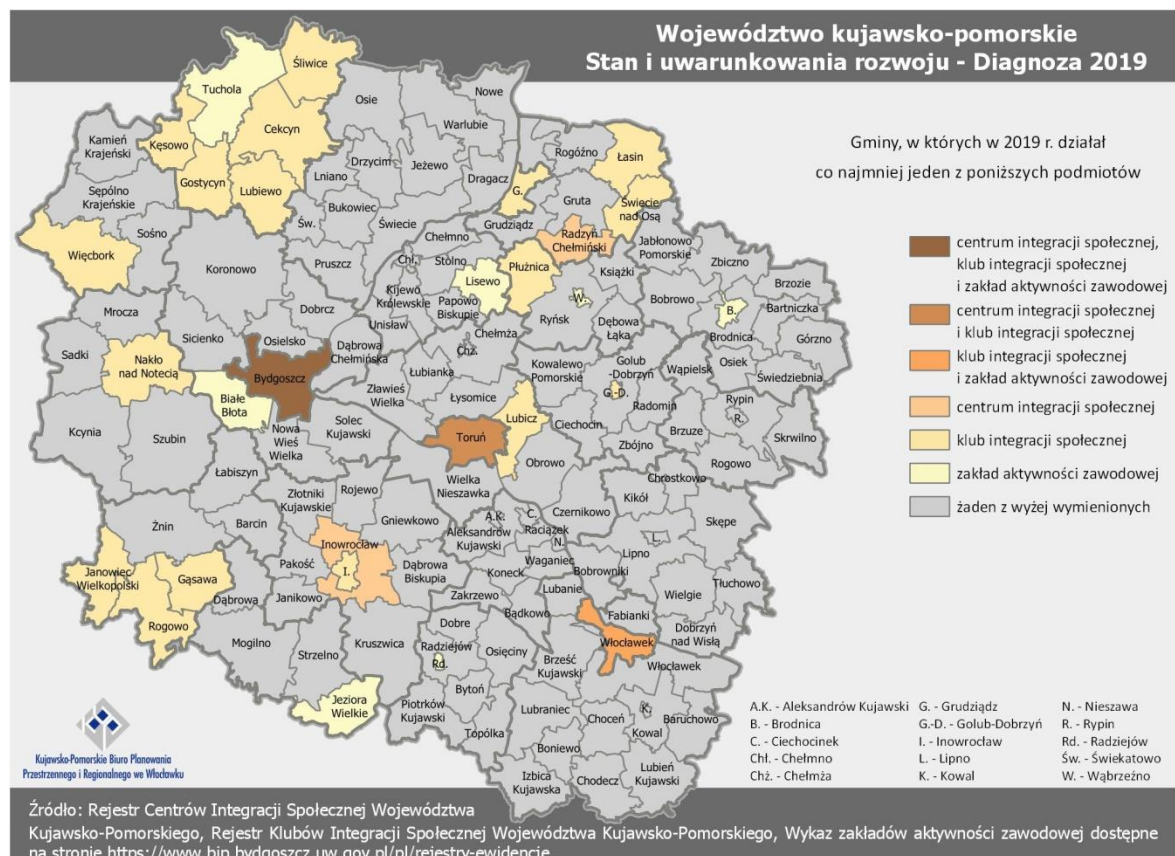 Województwo kujawsko-pomorskie
Stan i uwarunkowania rozwoju - Diagnoza 2019
Gminy, w których w 2019 r. działał
co najmniej jeden z poniższych podmiotów
centrum integracji społecznej,
klub integracji społecznej
i zakład aktywności zawodowej
centrum integracji społecznej
i klub integracji społecznej
klub integracji społecznej
i zakład aktywności zawodowej
centrum integracji społecznej
klub integracji społecznej
zakład aktywności zawodowej
żaden z wyżej wymienionych
Śliwice
Tuchola
Nowe
Osie
Warlubie
Kamień
Krajeński
Kęsowo
Cekcyn
Rogóźno
Łasin
Drzycim
Jeżewo
Lniano
Dragacz
G.
Gostycyn
Lubiewo
Sępólno
Krajeńskie
Bukowiec
Gruta
Świecie
nad Osą
Św.
Świecie
Grudziądz
Sośno
Radzyń
Chełmiński
Chełmno
Jabłonowo
Pomorskie
Więcbork
Pruszcz
Stolno
Zbiczno
Koronowo
Chł.
Płużnica
Książki
Lisewo
Brzozie
Kijewo
Królewskie
Papowo
Biskupie
W.
Bobrowo
Bartniczka
Mrocza
Dobrcz
Ryńsk
B.
Unisław
Chełmża
Dębowa
Łąka
Brodnica
Górzno
Sicienko
Osielsko
Dąbrowa
Chełmińska
Chż.
Sadki
Nakło
nad Notecią
Kowalewo
Pomorskie
Golub
-Dobrzyń
Wąpielsk
Osiek
Łubianka
Świedziebnia
Bydgoszcz
Zławieś
Wielka
Łysomice
G.-D.
Białe
Błota
Rypin
Radomin
R.
Lubicz
Solec
Kujawski
Ciechocin
Kcynia
Nowa
Wieś
Wielka
Toruń
Brzuze
Skrwilno
Szubin
Zbójno
Obrowo
Rogowo
Łabiszyn
Wielka
Nieszawka
Chrostkowo
Rojewo
Złotniki
Kujawskie
Kikół
Czernikowo
Gniewkowo
Skępe
Żnin
Barcin
A.K.
C.
Raciążek
Aleksandrów
Kujawski
N.
L.
Inowrocław
Lipno
Waganiec
Pakość
I.
Dąbrowa
Biskupia
Koneck
Bobrowniki
Janowiec
Wielkopolski
Gąsawa
Tłuchowo
Lubanie
Zakrzewo
Wielgie
Dąbrowa
Janikowo
Bądkowo
Fabianki
Rogowo
Dobre
Dobrzyń
nad Wisłą
Mogilno
Kruszwica
Włocławek
Strzelno
Radziejów
Osięciny
Rd.
Brześć
Kujawski
Włocławek
Jeziora
Wielkie
Bytoń
Piotrków
Kujawski
Lubraniec
Choceń
K.
Baruchowo
Topólka
Kowal
Boniewo
Lubień
Kujawski
Izbica
Kujawska
Chodecz
A.K. - Aleksandrów Kujawski
B. - Brodnica
C. - Ciechocinek
Chł. - Chełmno
Chż. - Chełmża
G. - Grudziądz
G.-D. - Golub-Dobrzyń
I. - Inowrocław
L. - Lipno
K. - Kowal
N. - Nieszawa
R. - Rypin
Rd. - Radziejów
Św. - Świekatowo
W. - Wąbrzeźno
Kujawsko-Pomorskie Biuro Planowania
Przestrzennego i Regionalnego we Włocławku
Źródło: Rejestr Centrów Integracji Społecznej Województwa
Kujawsko-Pomorskiego, Rejestr Klubów Integracji Społecznej Województwa Kujawsko-Pomorskiego, Wykaz zakładów aktywności zawodowej dostępne
na stronie https://www.bip.bydgoszcz.uw.gov.pl/pl/rejestry-ewidencje